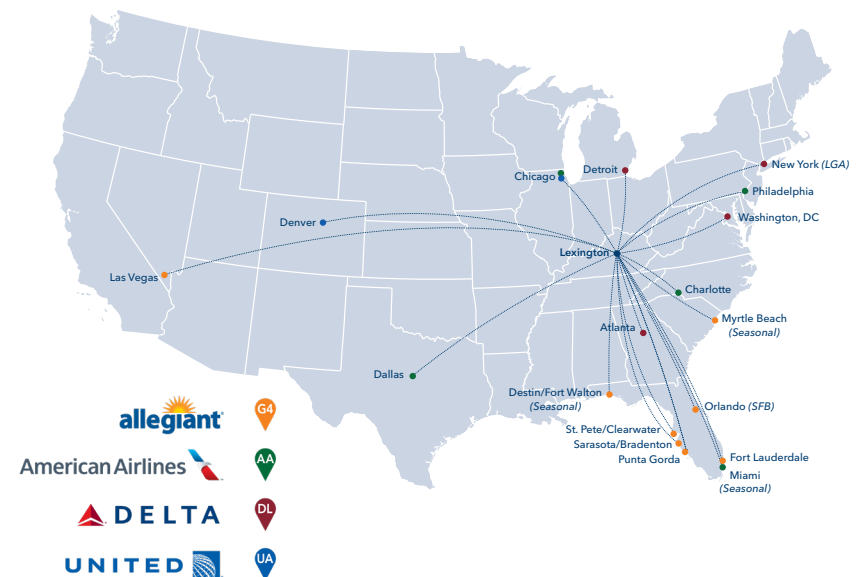 New York (LGA)
Detroit
Chicago
Philadelphia
Washington, DC
Denver
Lexington
Las Vegas
Charlotte
Myrtle Beach
(Seasonal)
Atlanta
Dallas
Destin/Fort Walton
(Seasonal)
Orlando (SFB)
St. Pete/Clearwater
Sarasota/Bradenton
Punta Gorda
Fort Lauderdale
Miami
(Seasonal)
allegiant
G4
American Airlines
AA
DELTA
DL
UNITED
UA